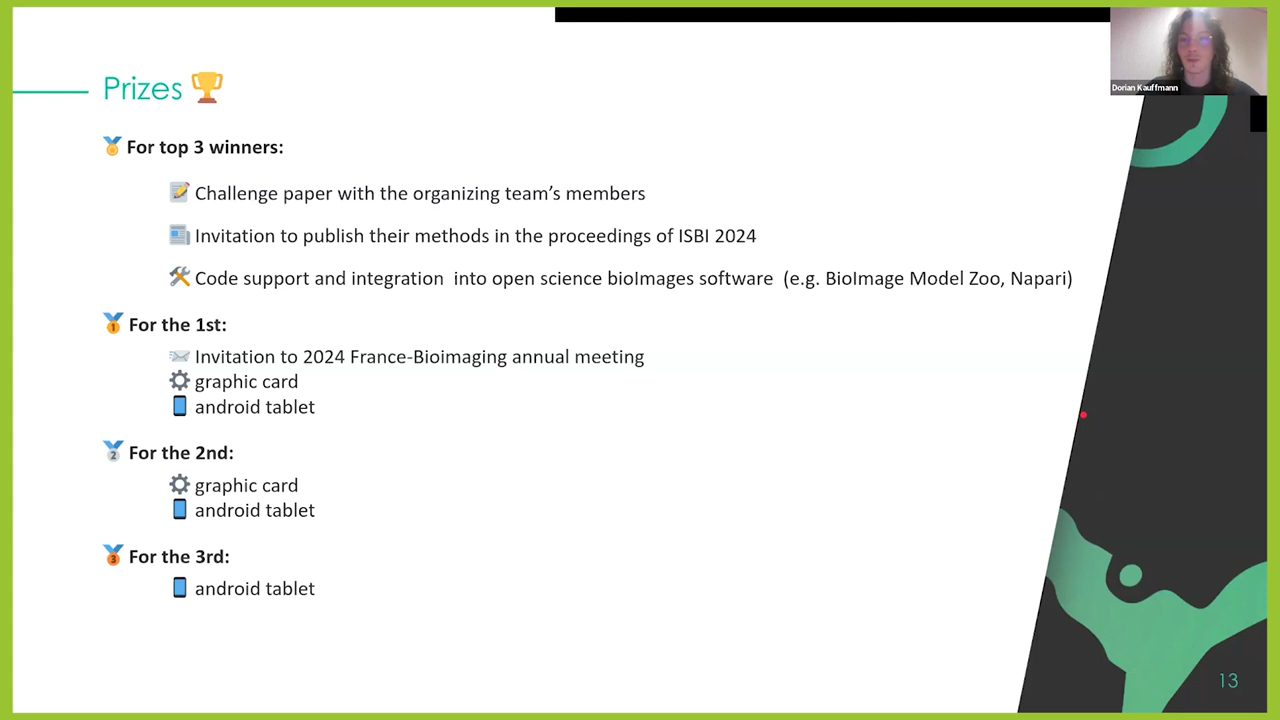 Prizes 🏆
Dorian Kauffmann
For top 3 winners:
Challenge paper with the organizing team’s members
Invitation to publish their methods in the proceedings of ISBI 2024
Code support and integration  into open science bioImages software  (e.g. BioImage Model Zoo, Napari)
For the 1st:
Invitation to 2024 France-Bioimaging annual meeting
graphic card
android tablet
For the 2nd:
graphic card
android tablet
For the 3rd:
android tablet
13